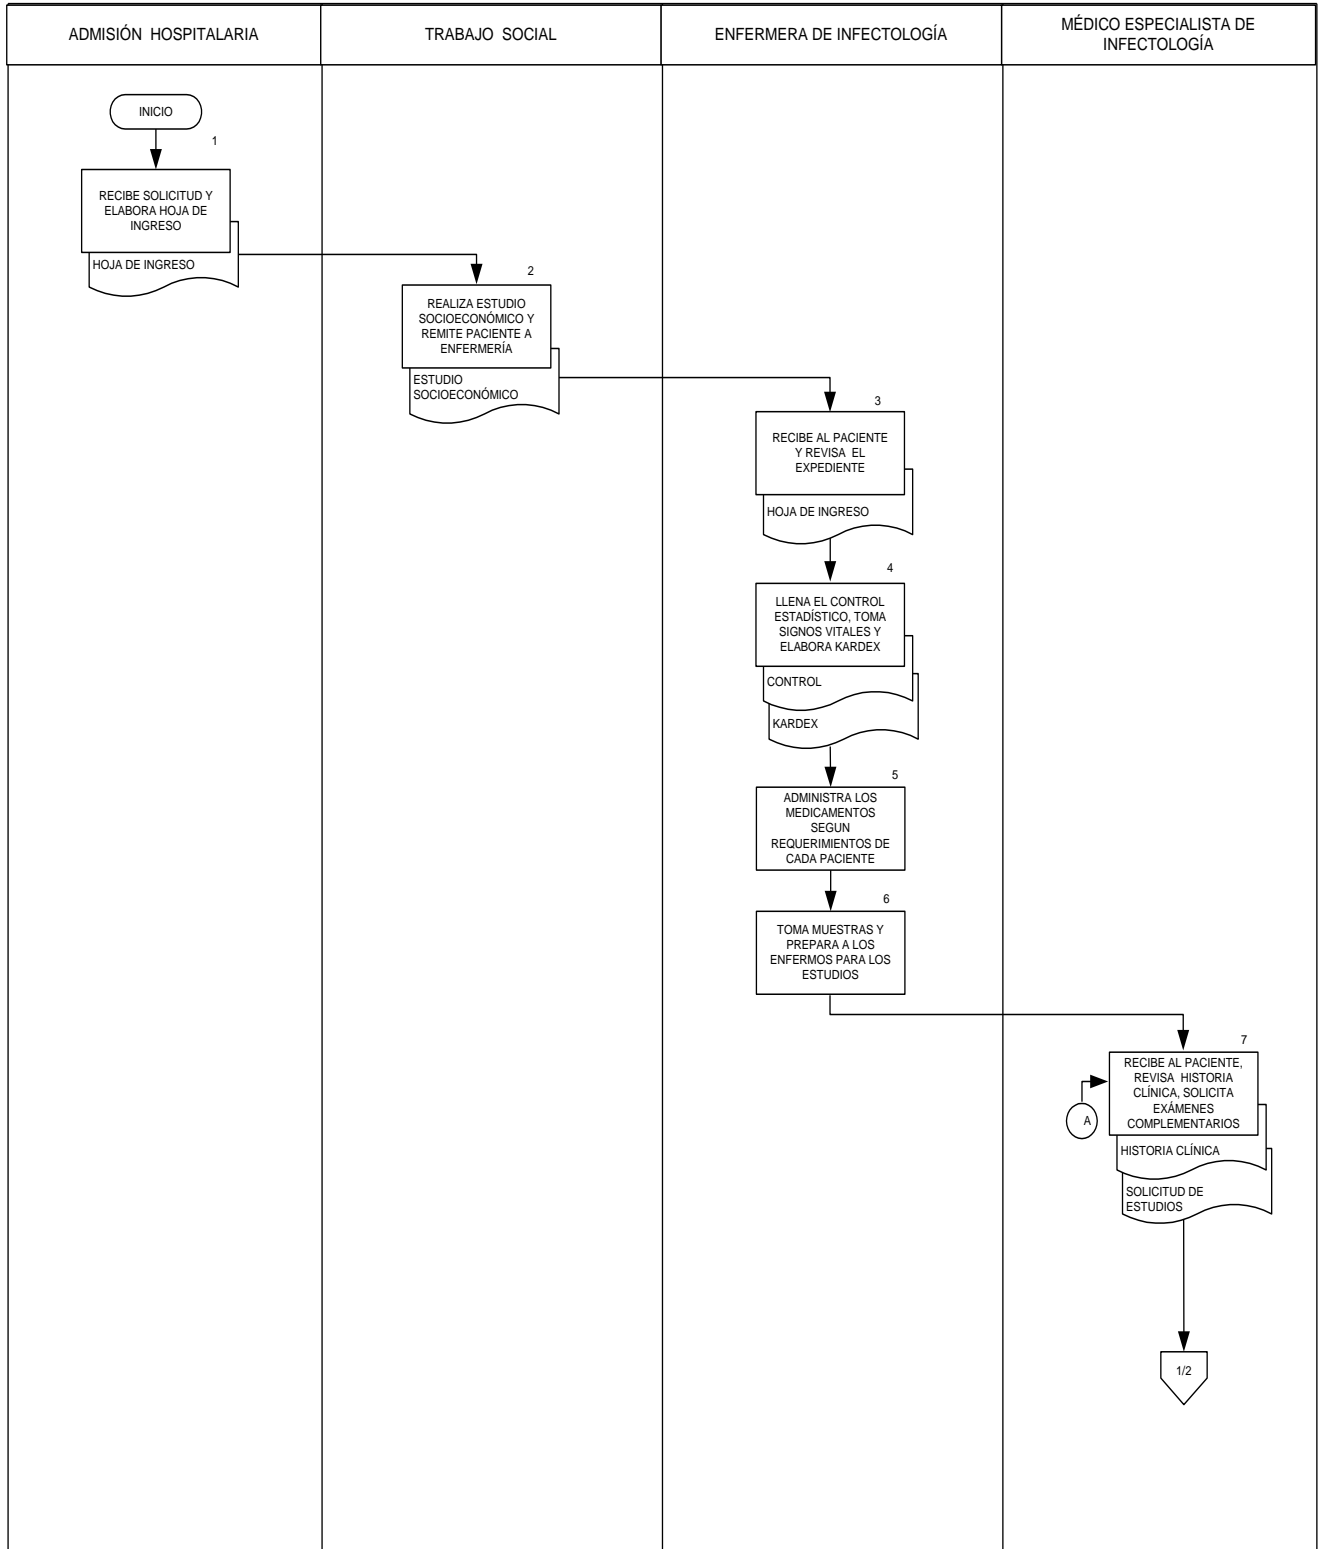 ADMISIÓN HOSPITALARIA
TRABAJO SOCIAL
ENFERMERA DE INFECTOLOGÍA
MÉDICO ESPECIALISTA DE
INFECTOLOGÍA
INICIO
1
RECIBE SOLICITUD Y
ELABORA HOJA DE
INGRESO
HOJA DE INGRESO
2
REALIZA ESTUDIO
SOCIOECONÓMICO Y
REMITE PACIENTE A
ENFERMERÍA
ESTUDIO
SOCIOECONÓMICO
3
RECIBE AL PACIENTE
Y REVISA EL
EXPEDIENTE
HOJA DE INGRESO
4
LLENA EL CONTROL
ESTADÍSTICO, TOMA
SIGNOS VITALES Y
ELABORA KARDEX
CONTROL
KARDEX
5
ADMINISTRA LOS
MEDICAMENTOS
SEGUN
REQUERIMIENTOS DE
CADA PACIENTE
6
TOMA MUESTRAS Y
PREPARA A LOS
ENFERMOS PARA LOS
ESTUDIOS
7
RECIBE AL PACIENTE,
REVISA HISTORIA
CLÍNICA, SOLICITA
EXÁMENES
COMPLEMENTARIOS
A
HISTORIA CLÍNICA
SOLICITUD DE
ESTUDIOS
1/2